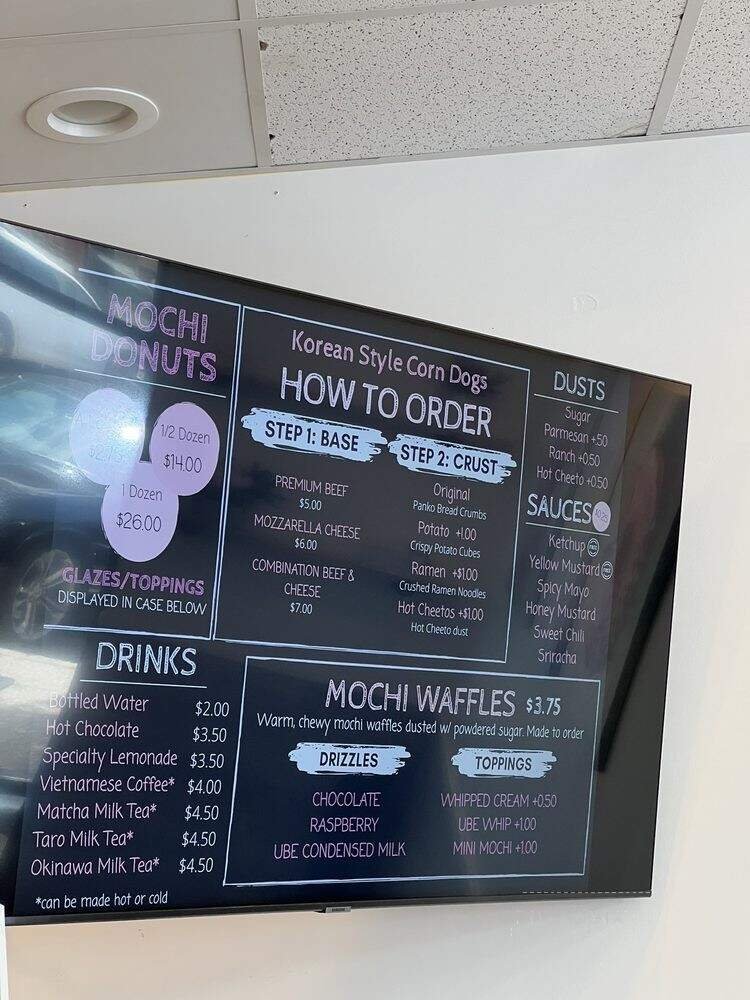 MOCHI
DONUTS
1/2 Dozen
$14.00
1 Dozen
$26.00
GLAZES/TOPPINGS
DISPLAYED IN CASE BELOW
Korean Style Corn Dogs
HOW TO ORDER
STEP 1: BASE
PREMIUM BEEF
$5.00
MOZZARELLA CHEESE
$6.00
COMBINATION BEEF &
CHEESE
$7.00
STEP 2: CRUST
Original
Panko Bread Crumbs
Potato +1.00
Crispy Potato Cubes
Ramen +$1.00
Crushed Ramen Noodles
Hot Cheetos +$1.00
Hot Cheeto dust
DUSTS
Sugar
Parmesan +.50
Ranch +0.50
Hot Cheeto +0.50
SAUCES
Ketchup
Yellow Mustard
Spicy Mayo
Honey Mustard
Sweet Chili
Sriracha
DRINKS
Bottled Water $2.00
Hot Chocolate $3.50
Specialty Lemonade $3.50
Vietnamese Coffee* $4.00
Matcha Milk Tea* $4.50
Taro Milk Tea* $4.50
Okinawa Milk Tea* $4.50
*can be made hot or cold
MOCHI WAFFLES $3.75
Warm, chewy mochi waffles dusted w/ powdered sugar. Made to order
DRIZZLES
CHOCOLATE
RASPBERRY
UBE CONDENSED MILK
TOPPINGS
WHIPPED CREAM +0.50
UBE WHIP +1.00
MINI MOCHI +1.00